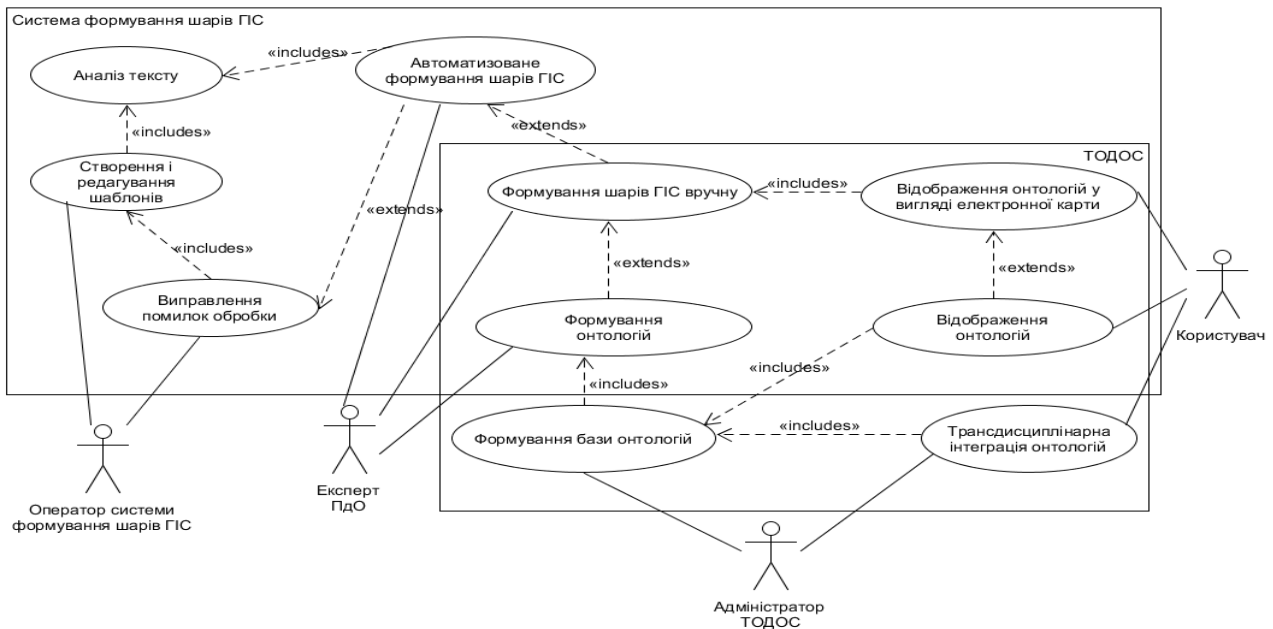 Система формування шарів ГІС
Аналіз тексту
«includes»
Автоматизоване
формування шарів ГІС
«includes»
«extends»
ТОДОС
Створення і
редагування
шаблонів
Формування шарів ГІС вручну
«includes»
Відображення онтологій у
вигляді електронної карти
«extends»
«includes»
«extends»
«extends»
Виправлення
помилок обробки
Формування
онтологій
Відображення
онтологій
Користувач
«includes»
«includes»
Формування бази онтологій
«includes»
Трансдисциплінарна
інтеграція онтологій
Експерт
ПдО
Оператор системи
формування шарів ГІС
Адміністратор
ТОДОС